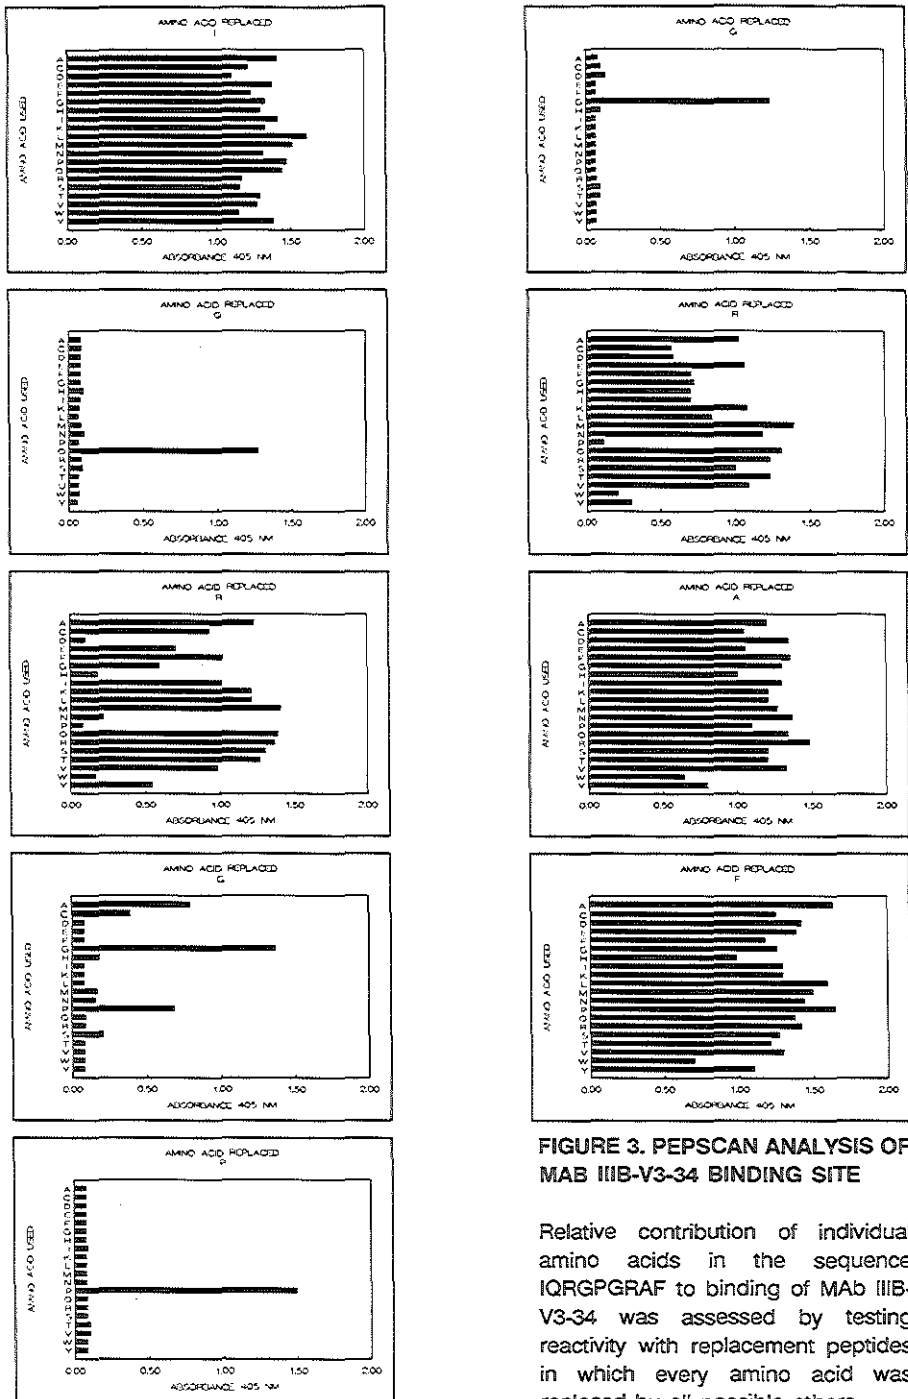 AMINO ACID REPLACED
I
AMINO ACID USED
A
C
D
E
F
G
H
I
K
L
M
N
P
Q
R
S
T
V
W
Y
0.00 0.50 1.00 1.50 2.00
ABSORBANCE 405 NM
AMINO ACID REPLACED
Q
AMINO ACID USED
A
C
D
E
F
G
H
I
K
L
M
N
P
Q
R
S
T
V
W
Y
0.00 0.50 1.00 1.50 2.00
ABSORBANCE 405 NM
AMINO ACID REPLACED
R
AMINO ACID USED
A
C
D
E
F
G
H
I
K
L
M
N
P
Q
R
S
T
V
W
Y
0.00 0.50 1.00 1.50 2.00
ABSORBANCE 405 NM
AMINO ACID REPLACED
G
AMINO ACID USED
A
C
D
E
F
G
H
I
K
L
M
N
P
Q
R
S
T
V
W
Y
0.00 0.50 1.00 1.50 2.00
ABSORBANCE 405 NM
AMINO ACID REPLACED
P
AMINO ACID USED
A
C
D
E
F
G
H
I
K
L
M
N
P
Q
R
S
T
V
W
Y
0.00 0.50 1.00 1.50 2.00
ABSORBANCE 405 NM
AMINO ACID REPLACED
G
AMINO ACID USED
A
C
D
E
F
G
H
I
K
L
M
N
P
Q
R
S
T
V
W
Y
0.00 0.50 1.00 1.50 2.00
ABSORBANCE 405 NM
AMINO ACID REPLACED
R
AMINO ACID USED
A
C
D
E
F
G
H
I
K
L
M
N
P
Q
R
S
T
V
W
Y
0.00 0.50 1.00 1.50 2.00
ABSORBANCE 405 NM
AMINO ACID REPLACED
A
AMINO ACID USED
A
C
D
E
F
G
H
I
K
L
M
N
P
Q
R
S
T
V
W
Y
0.00 0.50 1.00 1.50 2.00
ABSORBANCE 405 NM
AMINO ACID REPLACED
F
AMINO ACID USED
A
C
D
E
F
G
H
I
K
L
M
N
P
Q
R
S
T
V
W
Y
0.00 0.50 1.00 1.50 2.00
ABSORBANCE 405 NM
FIGURE 3. PEPSCAN ANALYSIS OF
MAB IIIB-V3-34 BINDING SITE
Relative contribution of individual
amino acids in the sequence
IQRGPGRAF to binding of MAb IIIB-
V3-34 was assessed by testing
reactivity with replacement peptides
in which every amino acid was
replaced by all possible others